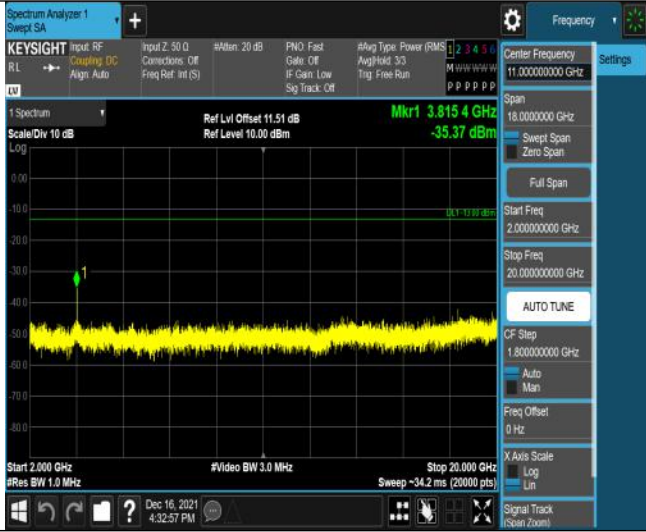 Spectrum Analyzer 1
Swept SA
+
Frequency
KEYSIGHT
RL
LV
Input: RF
Coupling: DC
Align: Auto
Input Z: 50 Ω
Corrections: Off
Freq Ref: Int (S)
#Atten: 20 dB
PNO: Fast
Gate: Off
IF Gain: Low
Sig Track: Off
#Avg Type: Power (RMS
Avg|Hold: 3/3
Trig: Free Run
1 2 3 4 5 6
M W W W W W
P P P P P P
1 Spectrum
Scale/Div 10 dB
Log
Ref Lvl Offset 11.51 dB
Ref Level 10.00 dBm
Mkr1 3.815 4 GHz
-35.37 dBm
0.00
-10.0
DL1 -13.00 dBm
-20.0
-30.0
1
-40.0
-50.0
-60.0
-70.0
-80.0
Start 2.000 GHz
#Res BW 1.0 MHz
#Video BW 3.0 MHz
Stop 20.000 GHz
Sweep ~34.2 ms (20000 pts)
?
Dec 16, 2021
4:32:57 PM
Center Frequency
11.000000000 GHz
Settings
Span
18.0000000 GHz
Swept Span
Zero Span
Full Span
Start Freq
2.000000000 GHz
Stop Freq
20.000000000 GHz
AUTO TUNE
CF Step
1.800000000 GHz
Auto
Man
Freq Offset
0 Hz
X Axis Scale
Log
Lin
Signal Track
(Span Zoom)